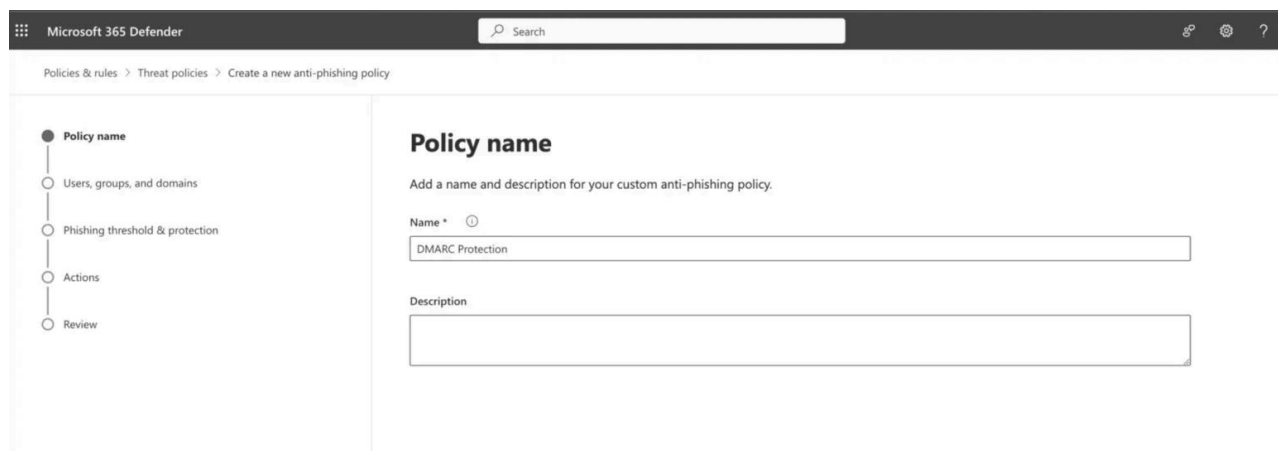 Microsoft 365 Defender
Search
?
Policies & rules > Threat policies > Create a new anti-phishing policy
Policy name
Users, groups, and domains
Phishing threshold & protection
Actions
Review
Policy name
Add a name and description for your custom anti-phishing policy.
Name *
DMARC Protection
Description